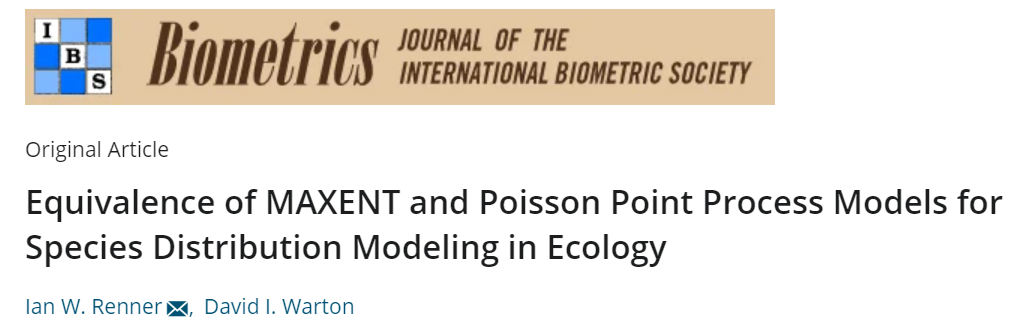 I
B
S
Biometrics
JOURNAL OF THE
INTERNATIONAL BIOMETRIC SOCIETY
Original Article
Equivalence of MAXENT and Poisson Point Process Models for
Species Distribution Modeling in Ecology
Ian W. Renner, David I. Warton